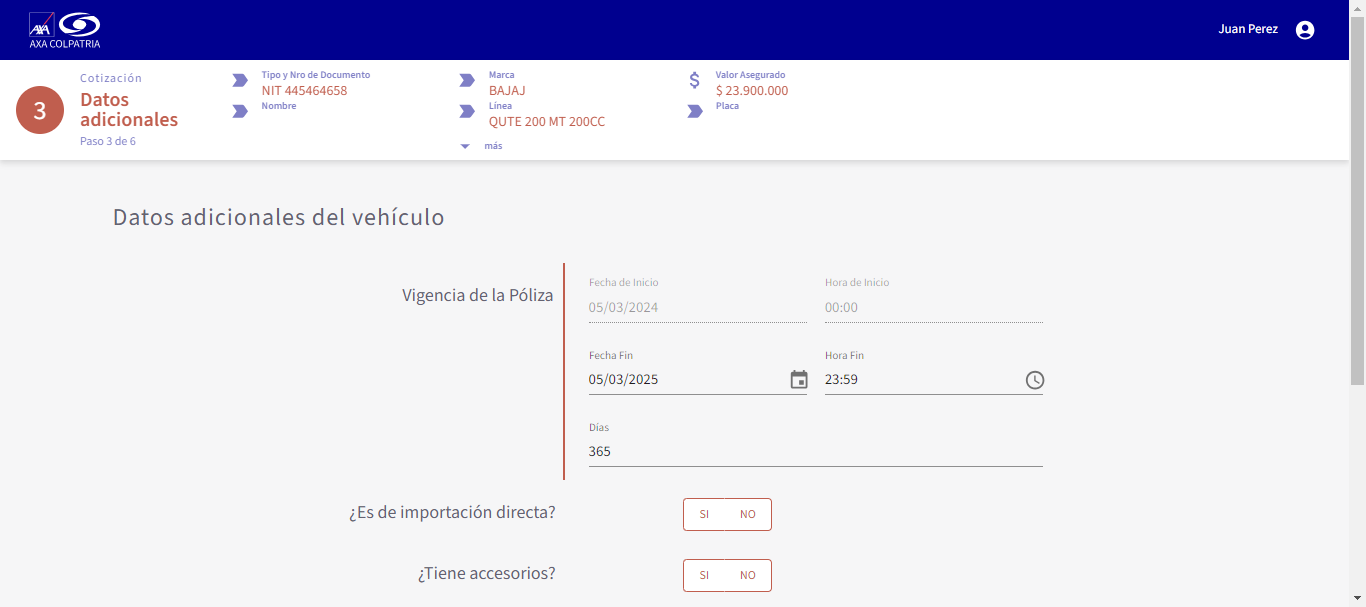 AXA
AXA COLPATRIA
Juan Perez
3
Cotización
Datos
adicionales
Paso 3 de 6
Tipo y Nro de Documento
NIT 445464658
Nombre
Marca
BAJAJ
Línea
QUTE 200 MT 200CC
más
$
Valor Asegurado
$ 23.900.000
Placa
Datos adicionales del vehículo
Vigencia de la Póliza
Fecha de Inicio
05/03/2024
Hora de Inicio
00:00
Fecha Fin
05/03/2025
Hora Fin
23:59
Días
365
¿Es de importación directa?
SI NO
¿Tiene accesorios?
SI NO